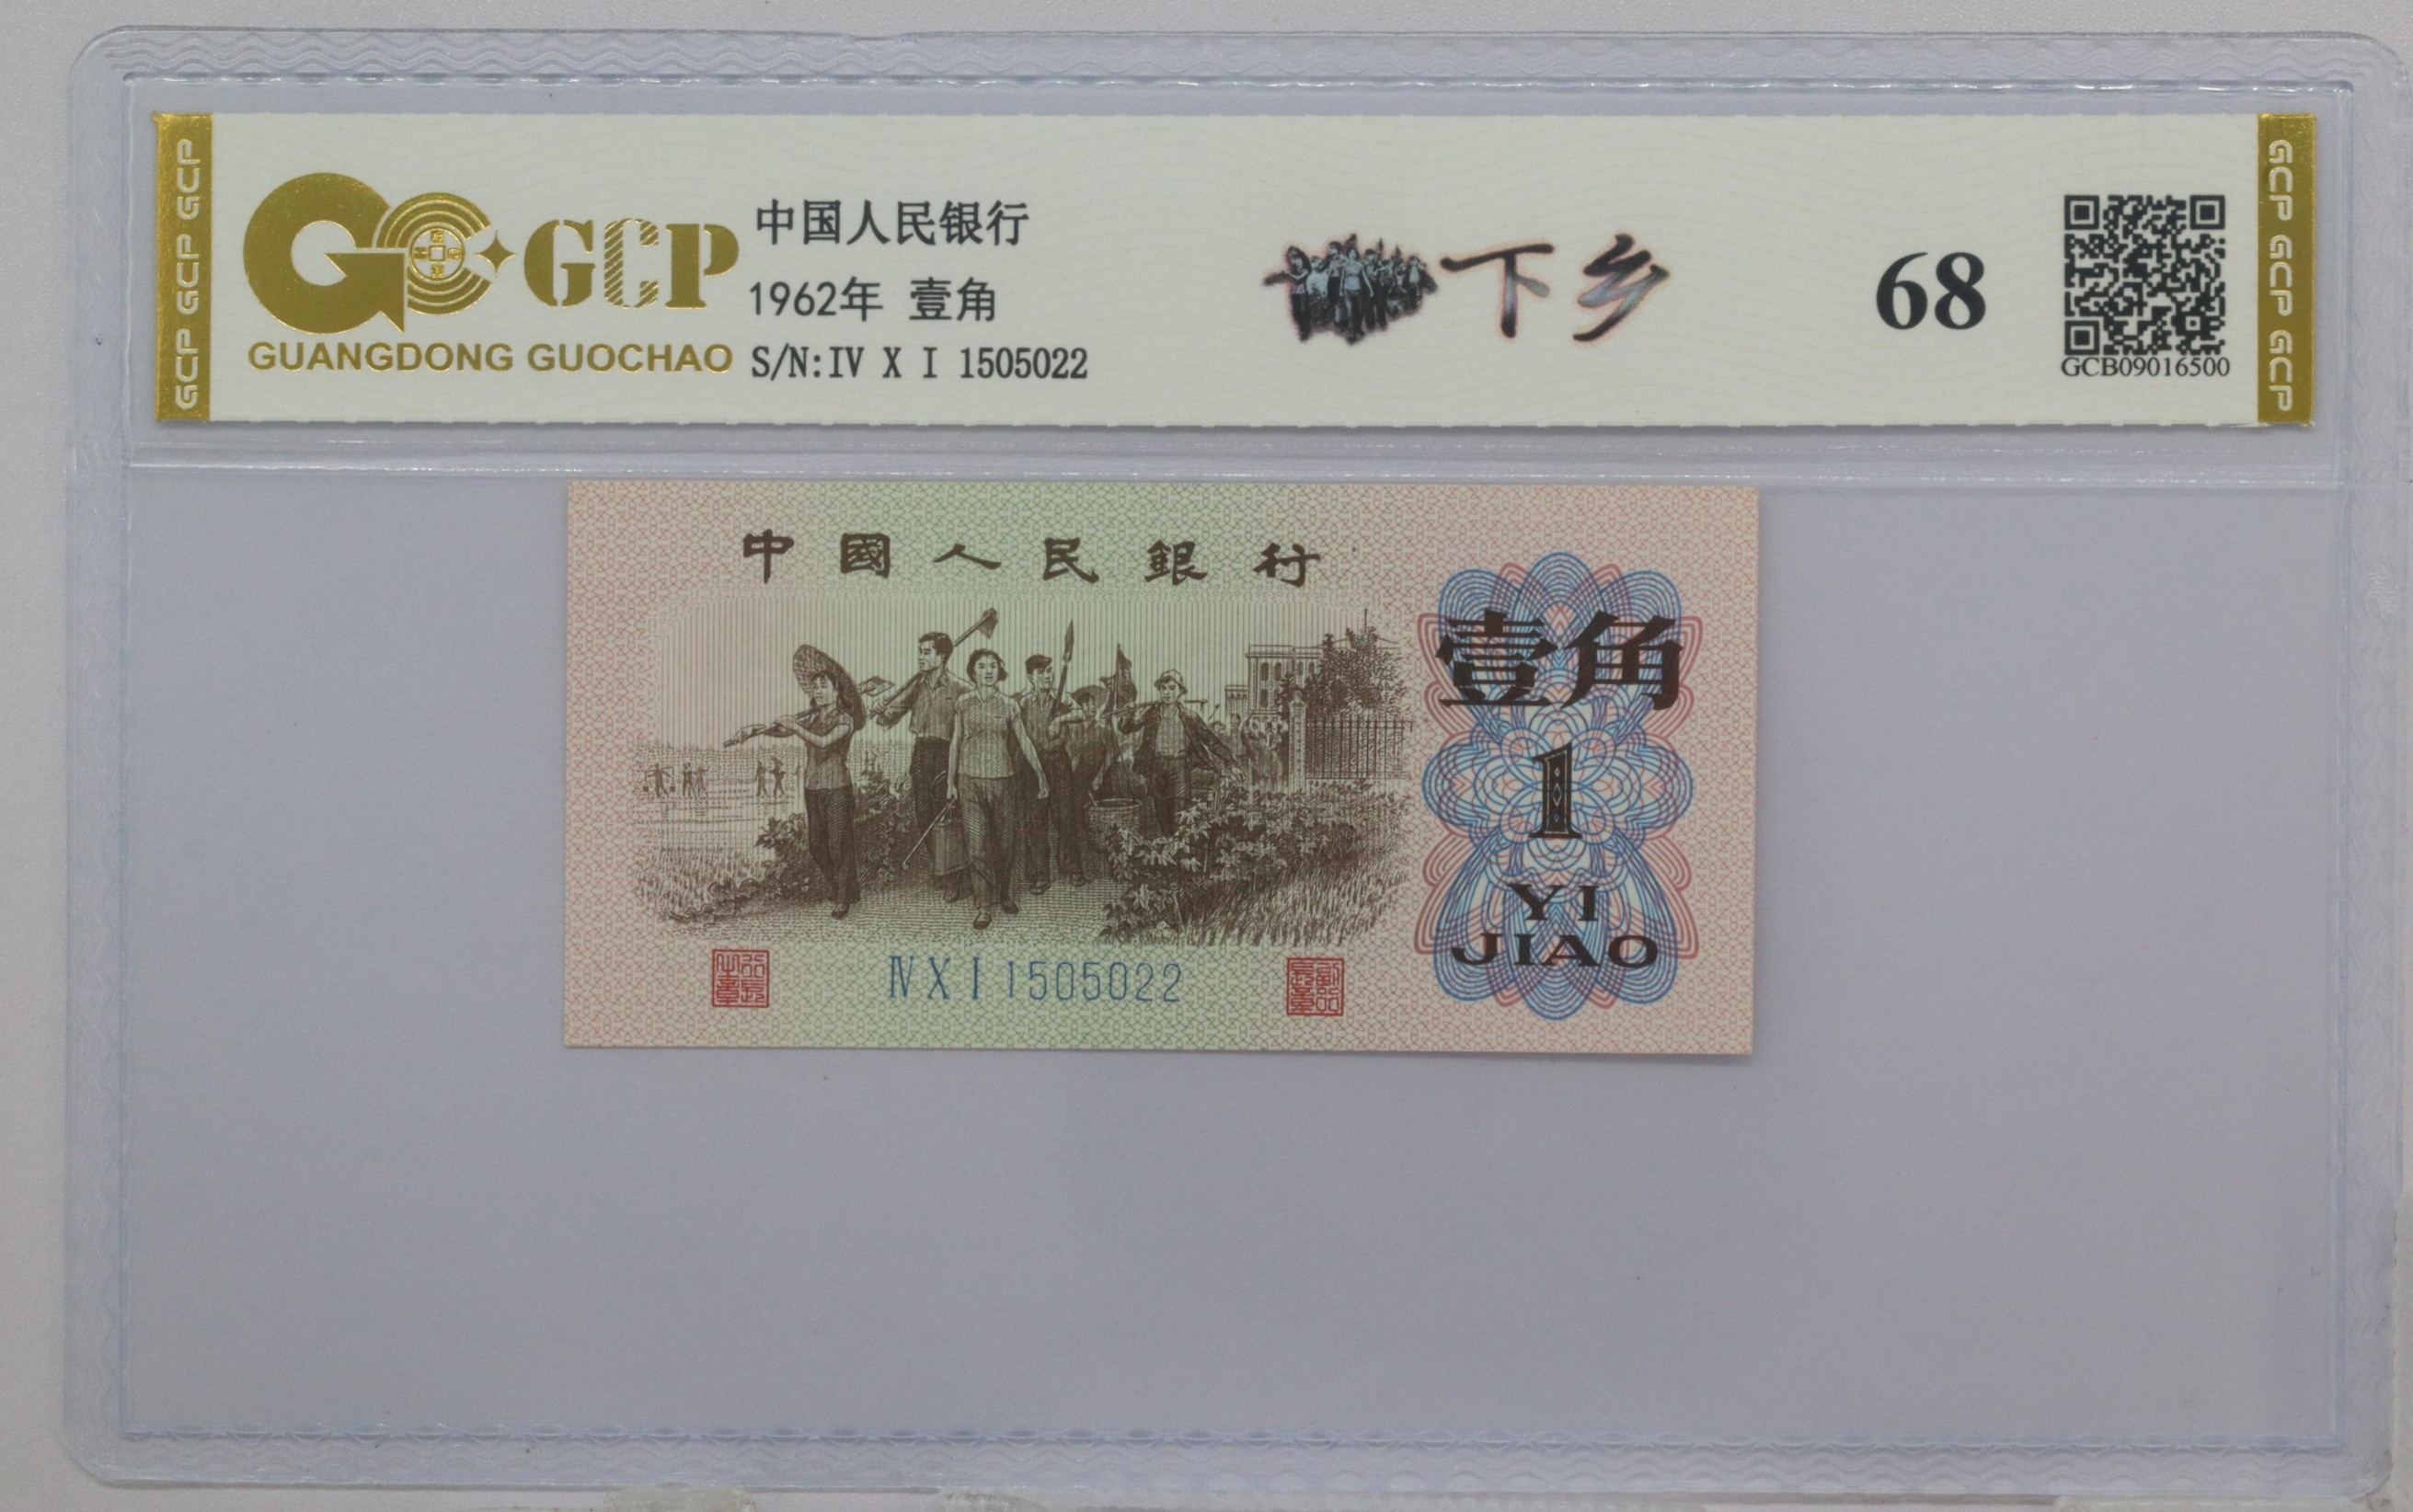 GCP GCP GCP
GCP
GUANGDONG GUOCHAO
中国人民银行
1962年 壹角
S/N:IV X I 1505022
下乡
68
GCB09016500
GCP GCP GCP
中國人民銀行
壹角
1
YI
JIAO
IV X I 1505022